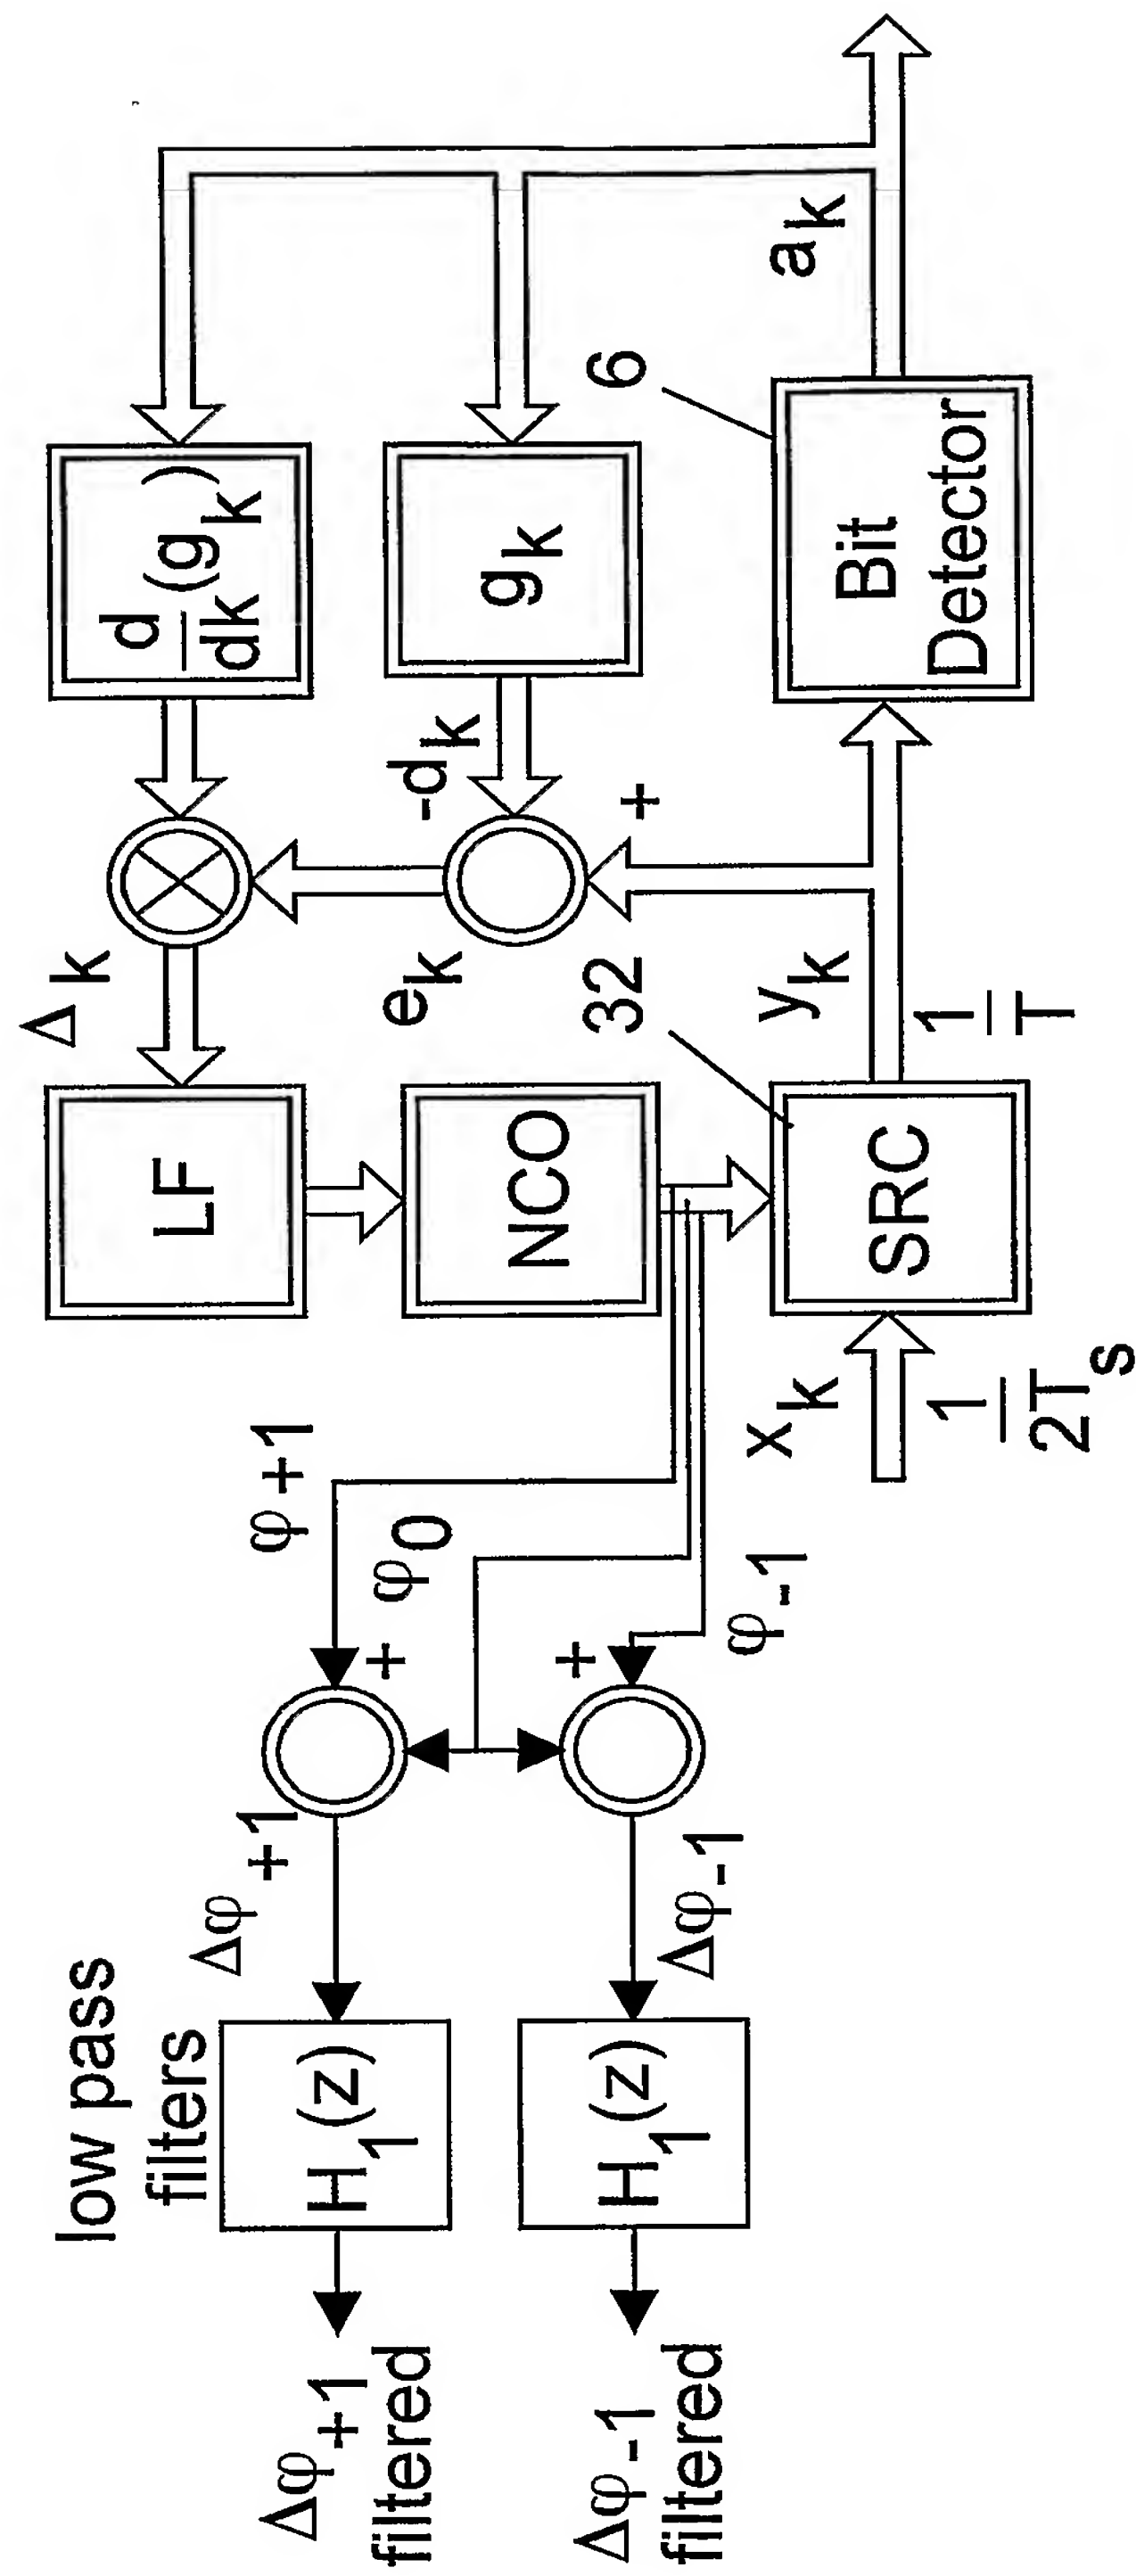 low pass
filters
Δφ+1
filtered
Δφ-1
filtered
H1(z)
H1(z)
Δφ+1
Δφ-1
+
+
φ+1
φ0
φ-1
xk
1
2Ts
LF
NCO
SRC
32
Δk
ek
yk
1
T
-dk
+
d
dk
(gk)
gk
Bit
Detector
6
ak